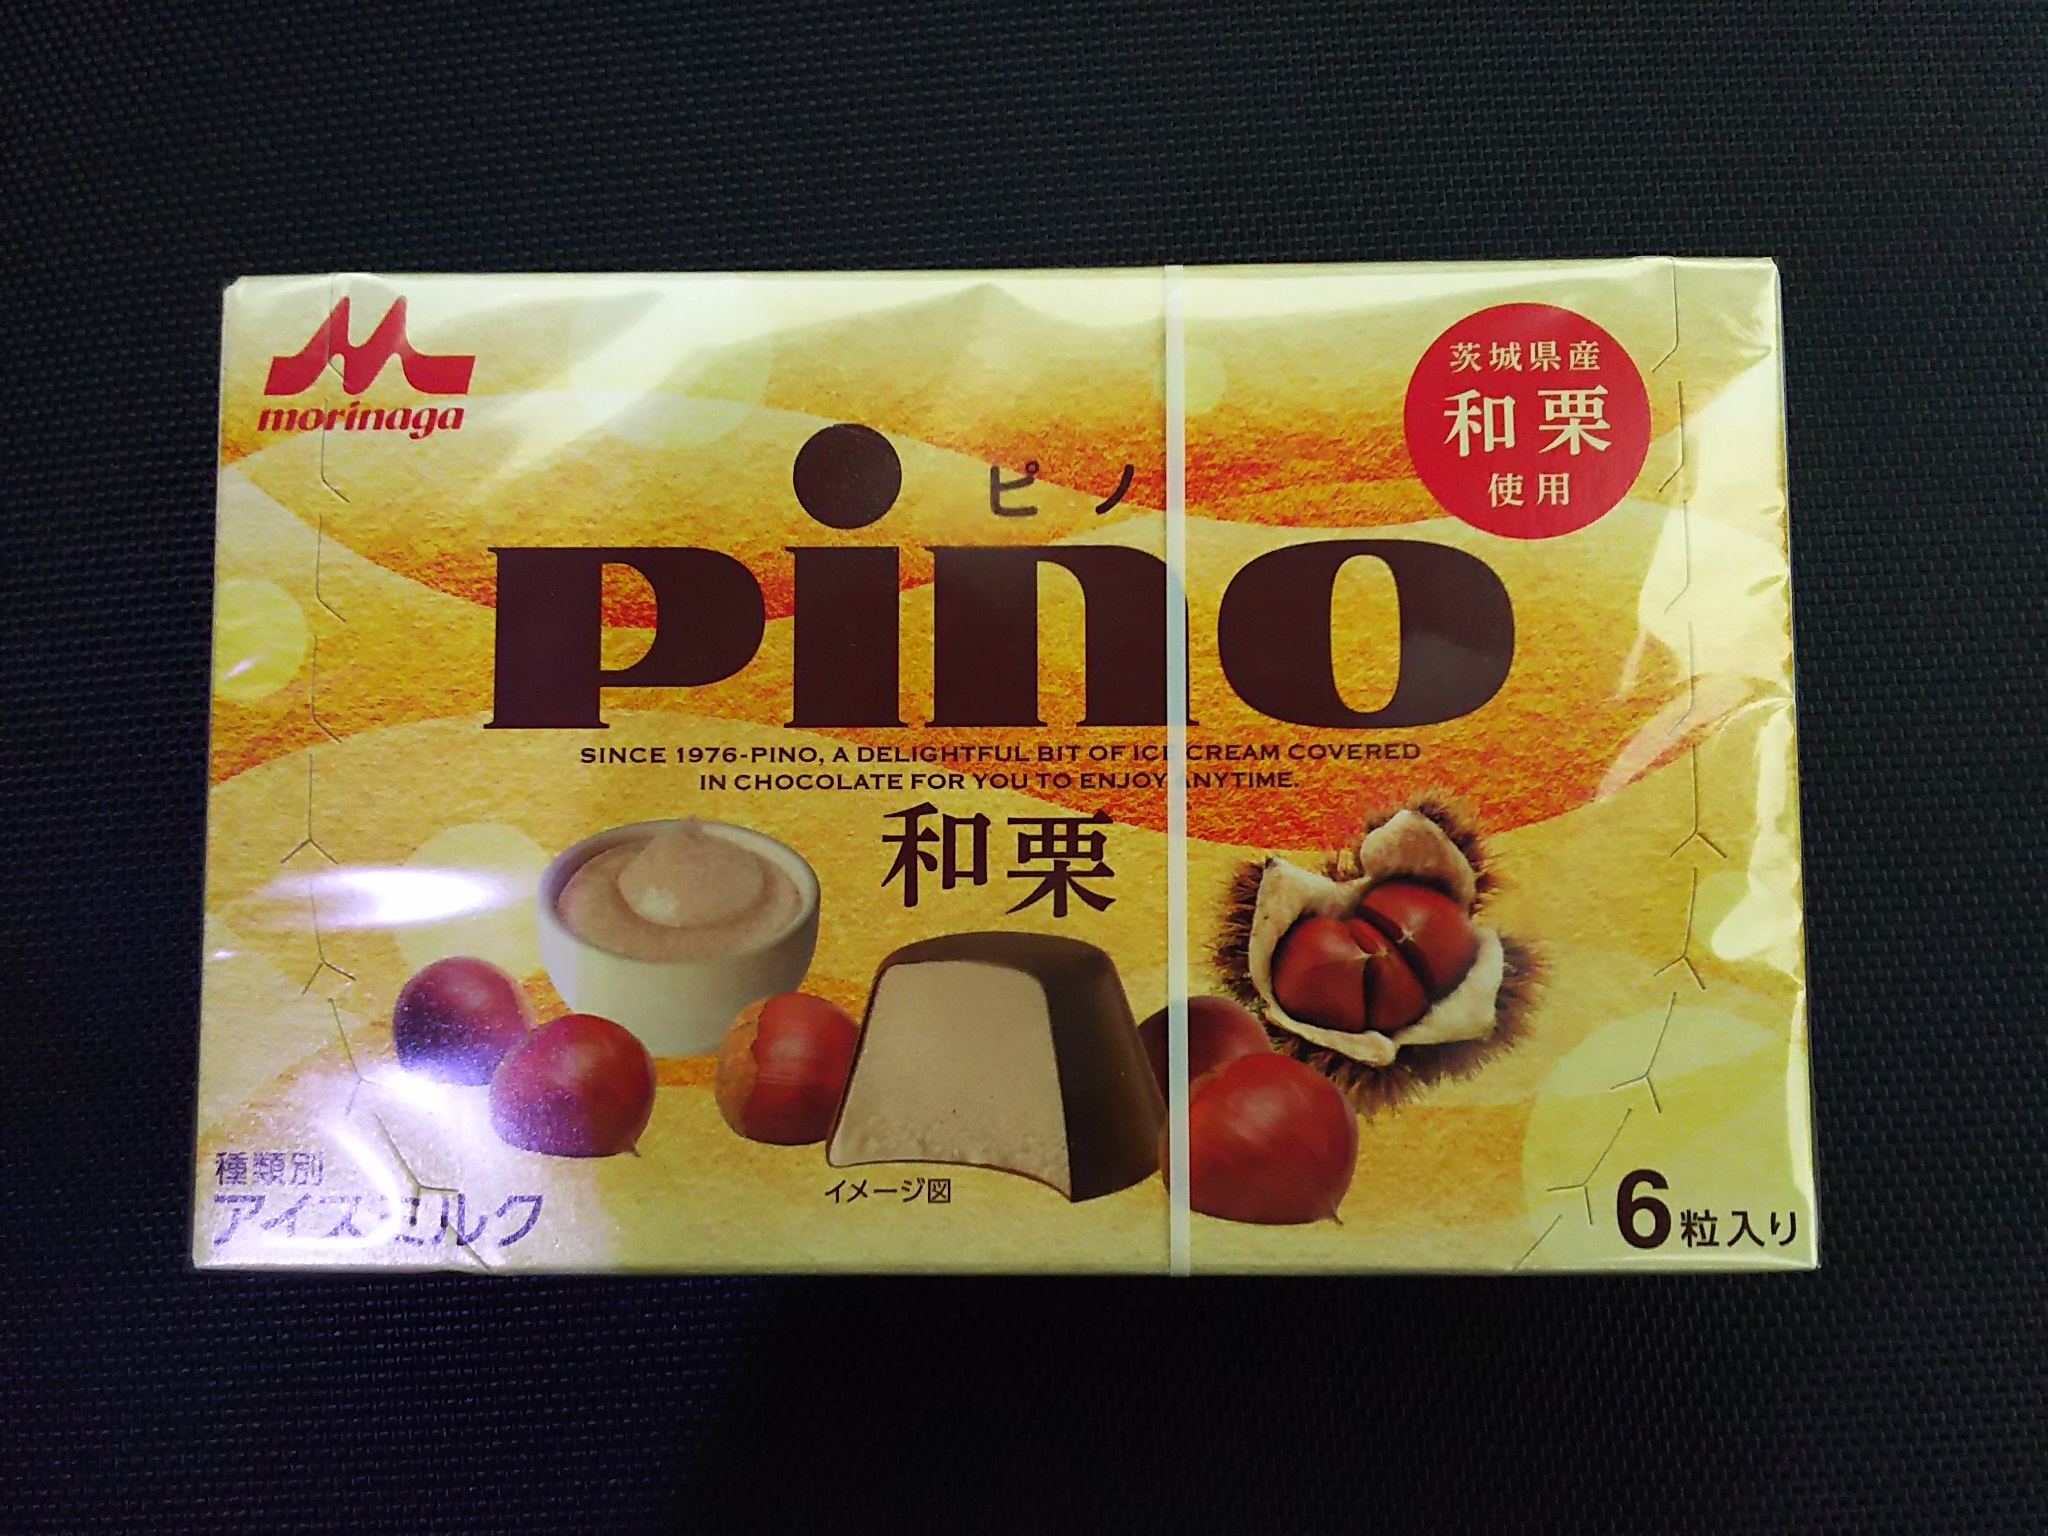 morinaga
茨城県産
和栗
使用
ピノ
pino
SINCE 1976-PINO, A DELIGHTFUL BIT OF ICE CREAM COVERED
IN CHOCOLATE FOR YOU TO ENJOY ANYTIME.
和栗
イメージ図
種類別
アイスミルク
6粒入り